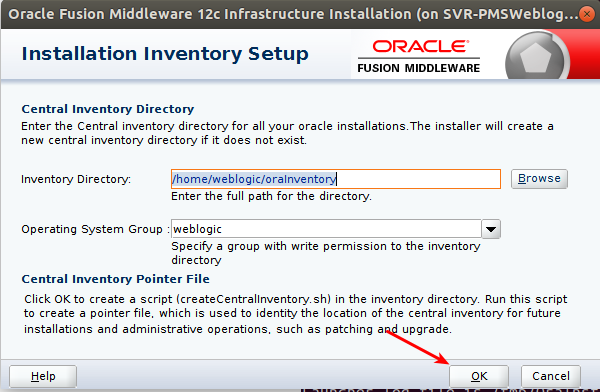 Oracle Fusion Middleware 12c Infrastructure Installation (on SVR-PMSWeblog...
Installation Inventory Setup
ORACLE
FUSION MIDDLEWARE
Central Inventory Directory
Enter the Central inventory directory for all your oracle installations.The installer will create a
new central inventory directory if it does not exist.
Inventory Directory: /home/weblogic/oraInventory Browse
Enter the full path for the directory.
Operating System Group : weblogic
Specify a group with write permission to the inventory
directory
Central Inventory Pointer File
Click OK to create a script (createCentralInventory.sh) in the inventory directory. Run this script
to create a pointer file, which is used to identity the location of the central inventory for future
installations and administrative operations, such as patching and upgrade.
Help OK Cancel